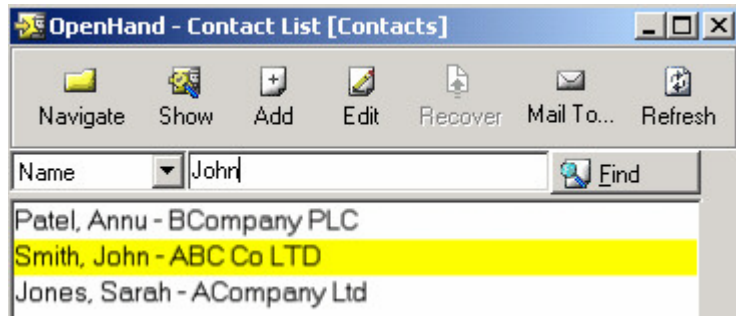 OpenHand - Contact List [Contacts]
Navigate Show Add Edit Recover Mail To... Refresh
Name John Find
Patel, Annu - BCompany PLC
Smith, John - ABC Co LTD
Jones, Sarah - ACompany Ltd